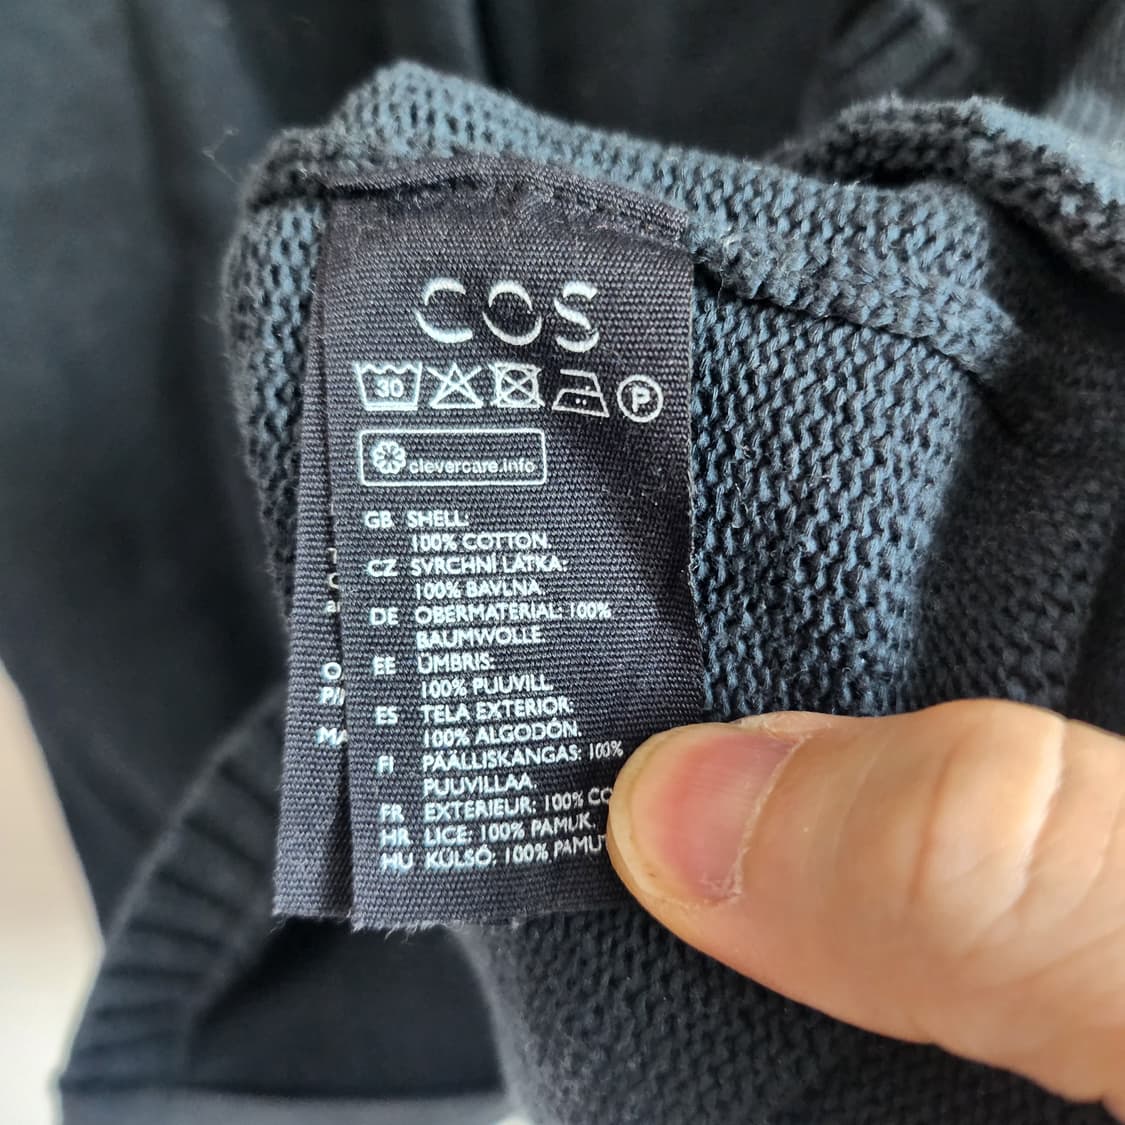 COS
30
P
clevercare.info
GB SHELL:
100% COTTON
CZ SVRCHNÍ LÁTKA:
100% BAVLNA
DE OBERMATERIAL: 100%
BAUMWOLLE
EE ÜMBRIS:
100% PUUVILL
ES TELA EXTERIOR:
100% ALGODÓN.
FI PÄÄLLISKANGAS: 100%
PUUVILLAA
FR EXTERIEUR: 100% CO
HR LICE: 100% PAMUK
HU KÜLSŐ: 100% PAMUT